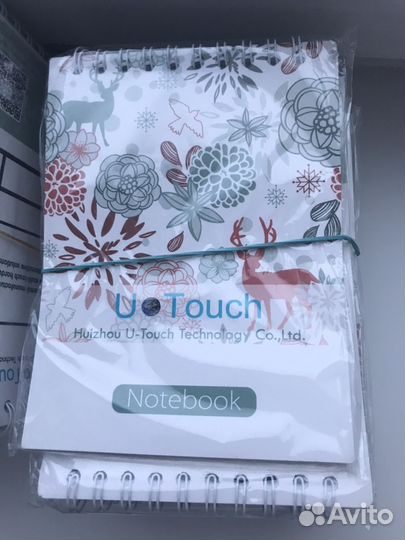 U Touch
Huizhou U-Touch Technology Co.,Ltd.
Notebook
Avito